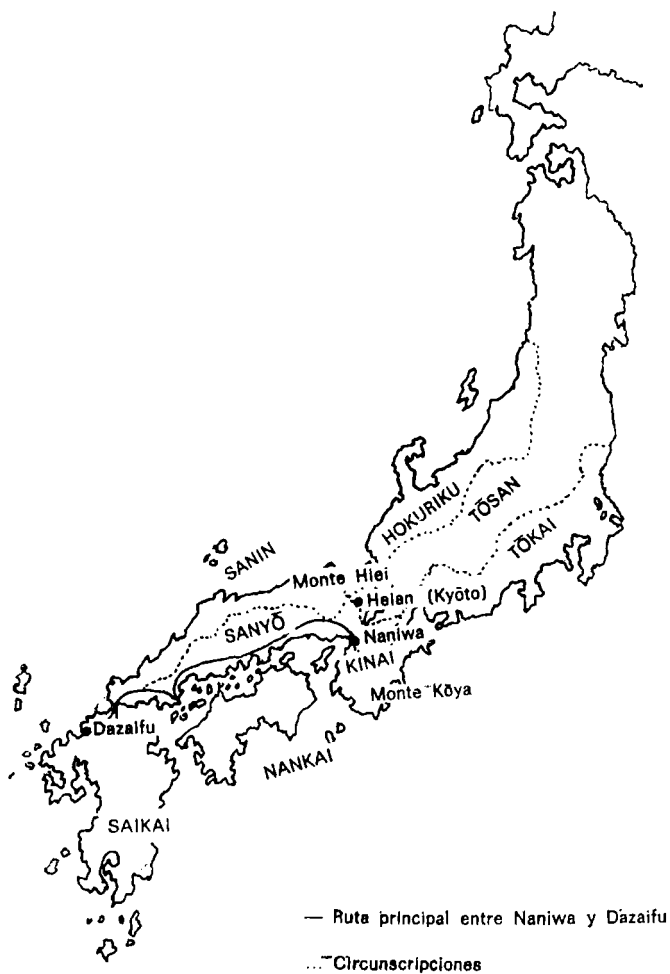 HOKURIKU
TŌSAN
TŌKAI
SANIN
Monte Hiei
Heian (Kyōto)
SANYŌ
Naniwa
KINAI
Monte Kōya
Dazaifu
NANKAI
SAIKAI
— Ruta principal entre Naniwa y Dazaifu
... Circunscripciones